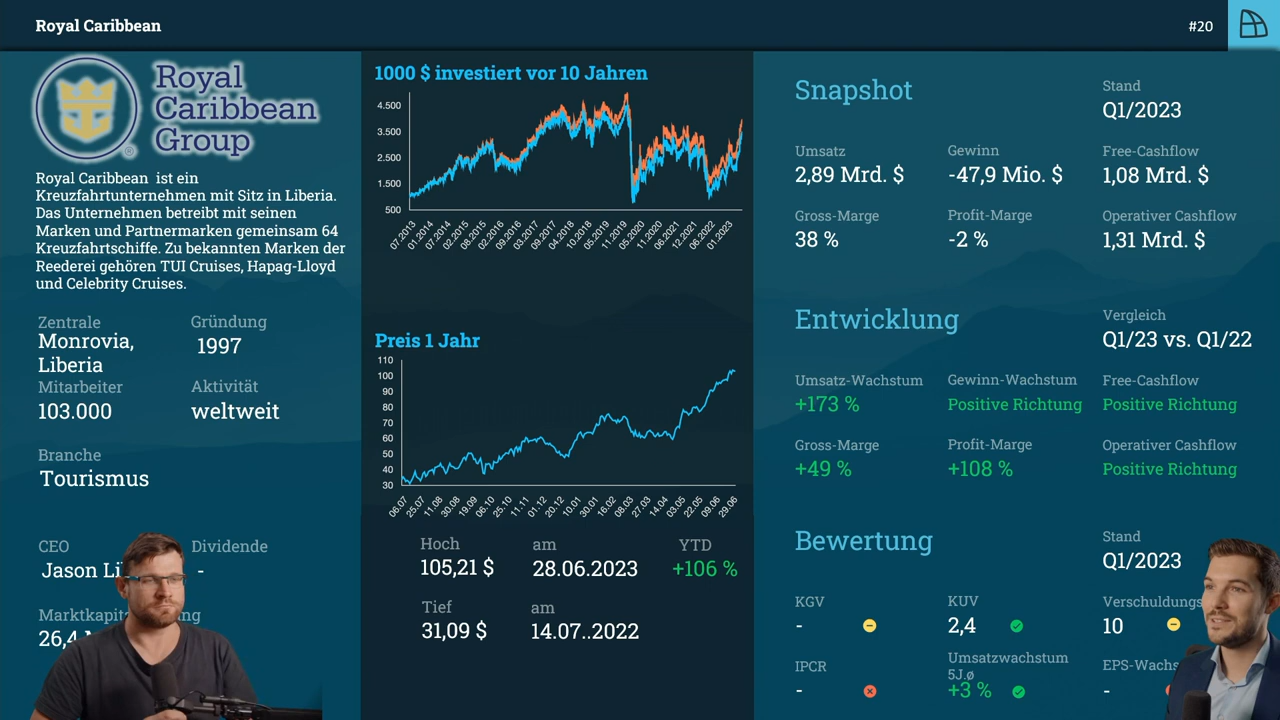 Royal Caribbean
#20
Royal
Caribbean
Group
®
Royal Caribbean ist ein
Kreuzfahrtunternehmen mit Sitz in Liberia.
Das Unternehmen betreibt mit seinen
Marken und Partnermarken gemeinsam 64
Kreuzfahrtschiffe. Zu bekannten Marken der
Reederei gehören TUI Cruises, Hapag-Lloyd
und Celebrity Cruises.
Zentrale
Monrovia,
Liberia
Gründung
1997
Mitarbeiter
103.000
Aktivität
weltweit
Branche
Tourismus
CEO
Jason
Dividende
-
26,4
1000 $ investiert vor 10 Jahren
4.500
3.500
2.500
1.500
500
07.2013 01.2014 07.2014 02.2015 08.2015 02.2016 09.2016 03.2017 09.2017 04.2018 10.2018 05.2019 11.2019 05.2020 12.2020 06.2021 12.2021 06.2022 01.2023
Preis 1 Jahr
110
100
90
80
70
60
50
40
30
06.07 25.07 11.08 30.08 19.09 06.10 25.10 11.11 01.12 20.12 10.01 30.01 16.02 08.03 27.03 14.04 03.05 22.05 09.06 29.06
Hoch
105,21 $
am
28.06.2023
YTD
+106 %
Tief
31,09 $
am
14.07..2022
Snapshot
Stand
Q1/2023
Umsatz
2,89 Mrd. $
Gewinn
-47,9 Mio. $
Free-Cashflow
1,08 Mrd. $
Gross-Marge
38 %
Profit-Marge
-2 %
Operativer Cashflow
1,31 Mrd. $
Entwicklung
Vergleich
Q1/23 vs. Q1/22
Umsatz-Wachstum
+173 %
Gewinn-Wachstum
Positive Richtung
Free-Cashflow
Positive Richtung
Gross-Marge
+49 %
Profit-Marge
+108 %
Operativer Cashflow
Positive Richtung
Bewertung
Stand
Q1/2023
KGV
-
KUV
2,4
Verschuldungs
10
IPCR
-
Umsatzwachstum
5J.ø
+3 %
EPS-Wachs
-